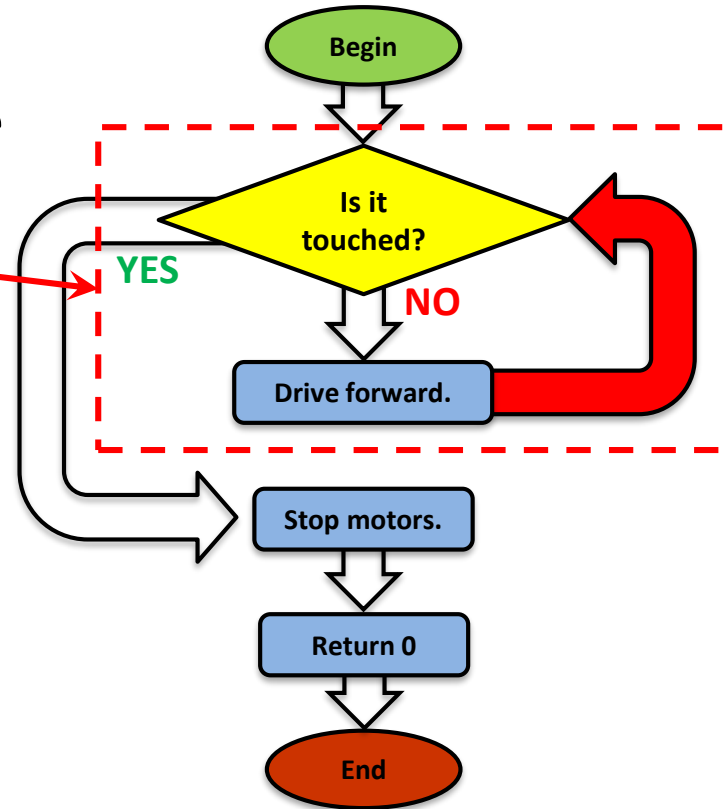 Begin
Is it
touched?
YES
NO
Drive forward.
Stop motors.
Return 0
End